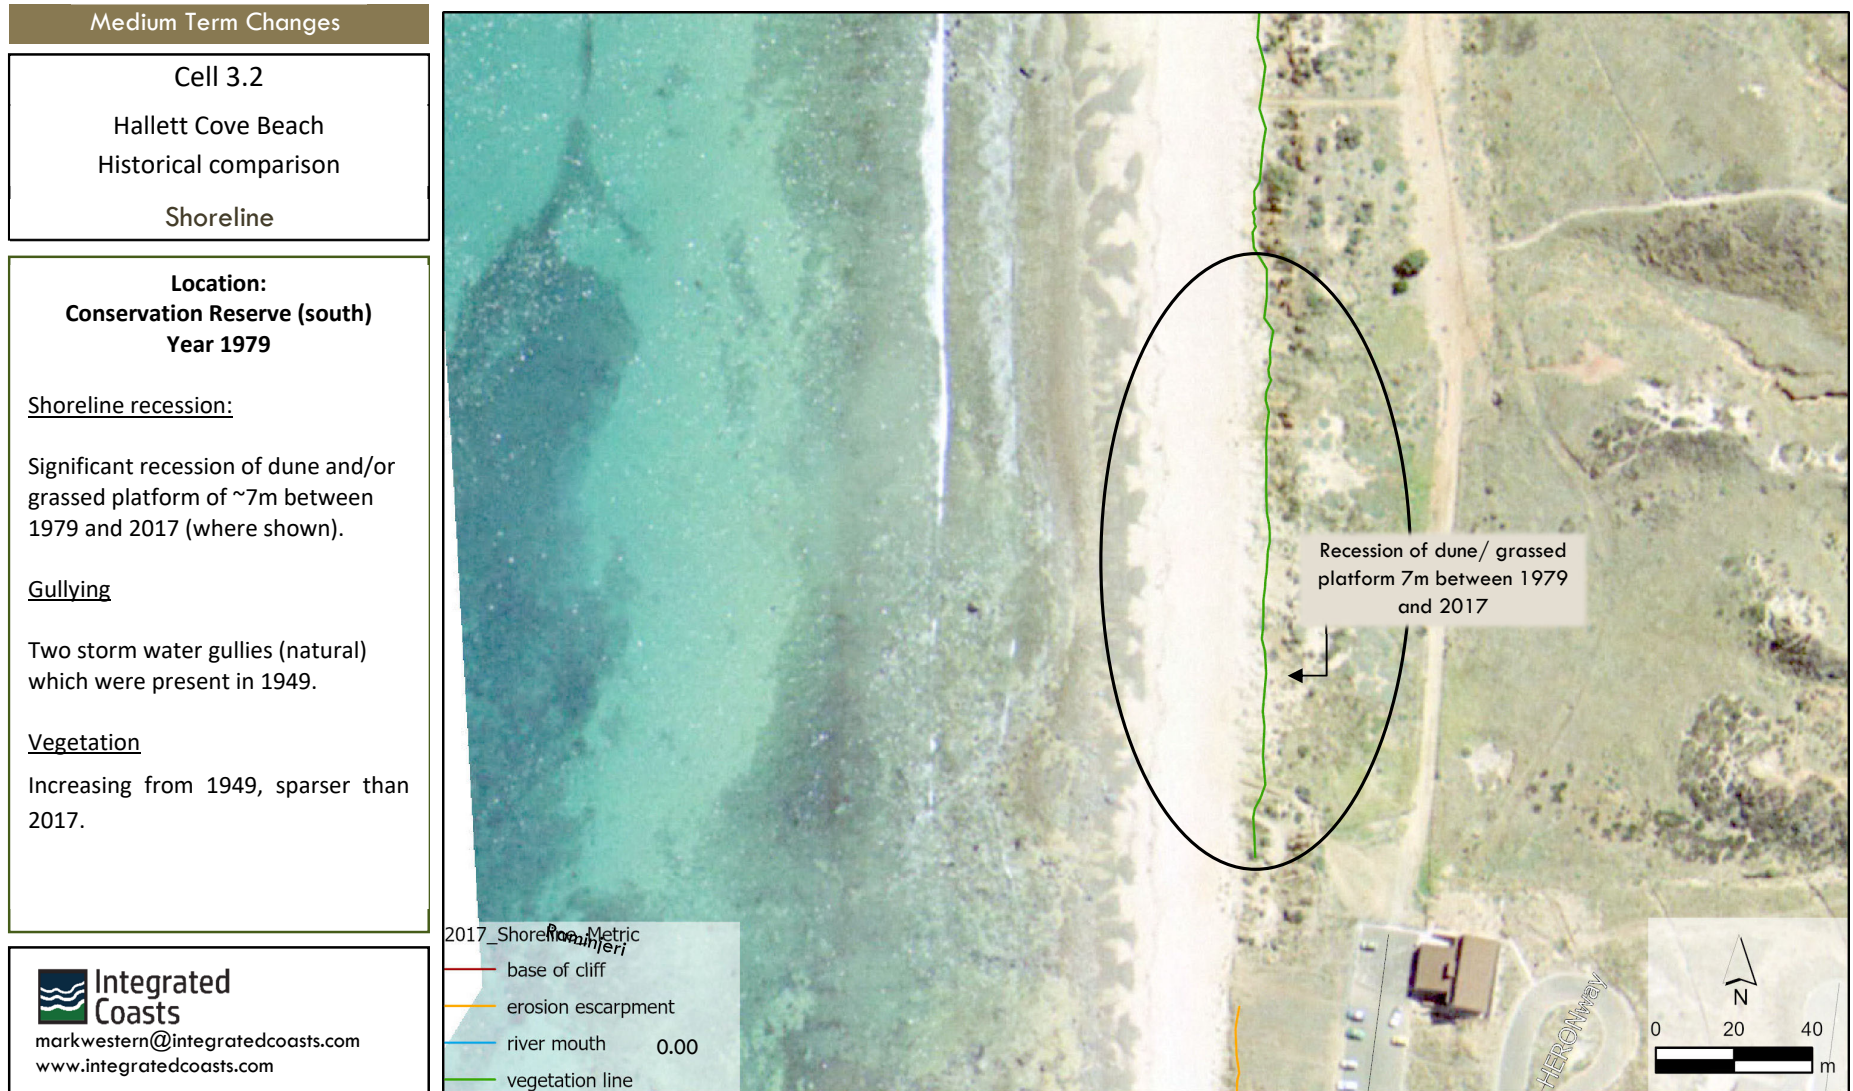 Medium Term Changes
Cell 3.2
Hallett Cove Beach
Historical comparison
Shoreline
Location:
Conservation Reserve (south)
Year 1979
Shoreline recession:
Significant recession of dune and/or
grassed platform of ~7m between
1979 and 2017 (where shown).
Gullying
Two storm water gullies (natural)
which were present in 1949.
Vegetation
Increasing from 1949, sparser than
2017.
Integrated
Coasts
markwestern@integratedcoasts.com
www.integratedcoasts.com
Recession of dune/ grassed
platform 7m between 1979
and 2017
2017_Shoreline_Metric
Raminjeri
base of cliff
erosion escarpment
river mouth 0.00
vegetation line
HERONway
N
0 20 40
m